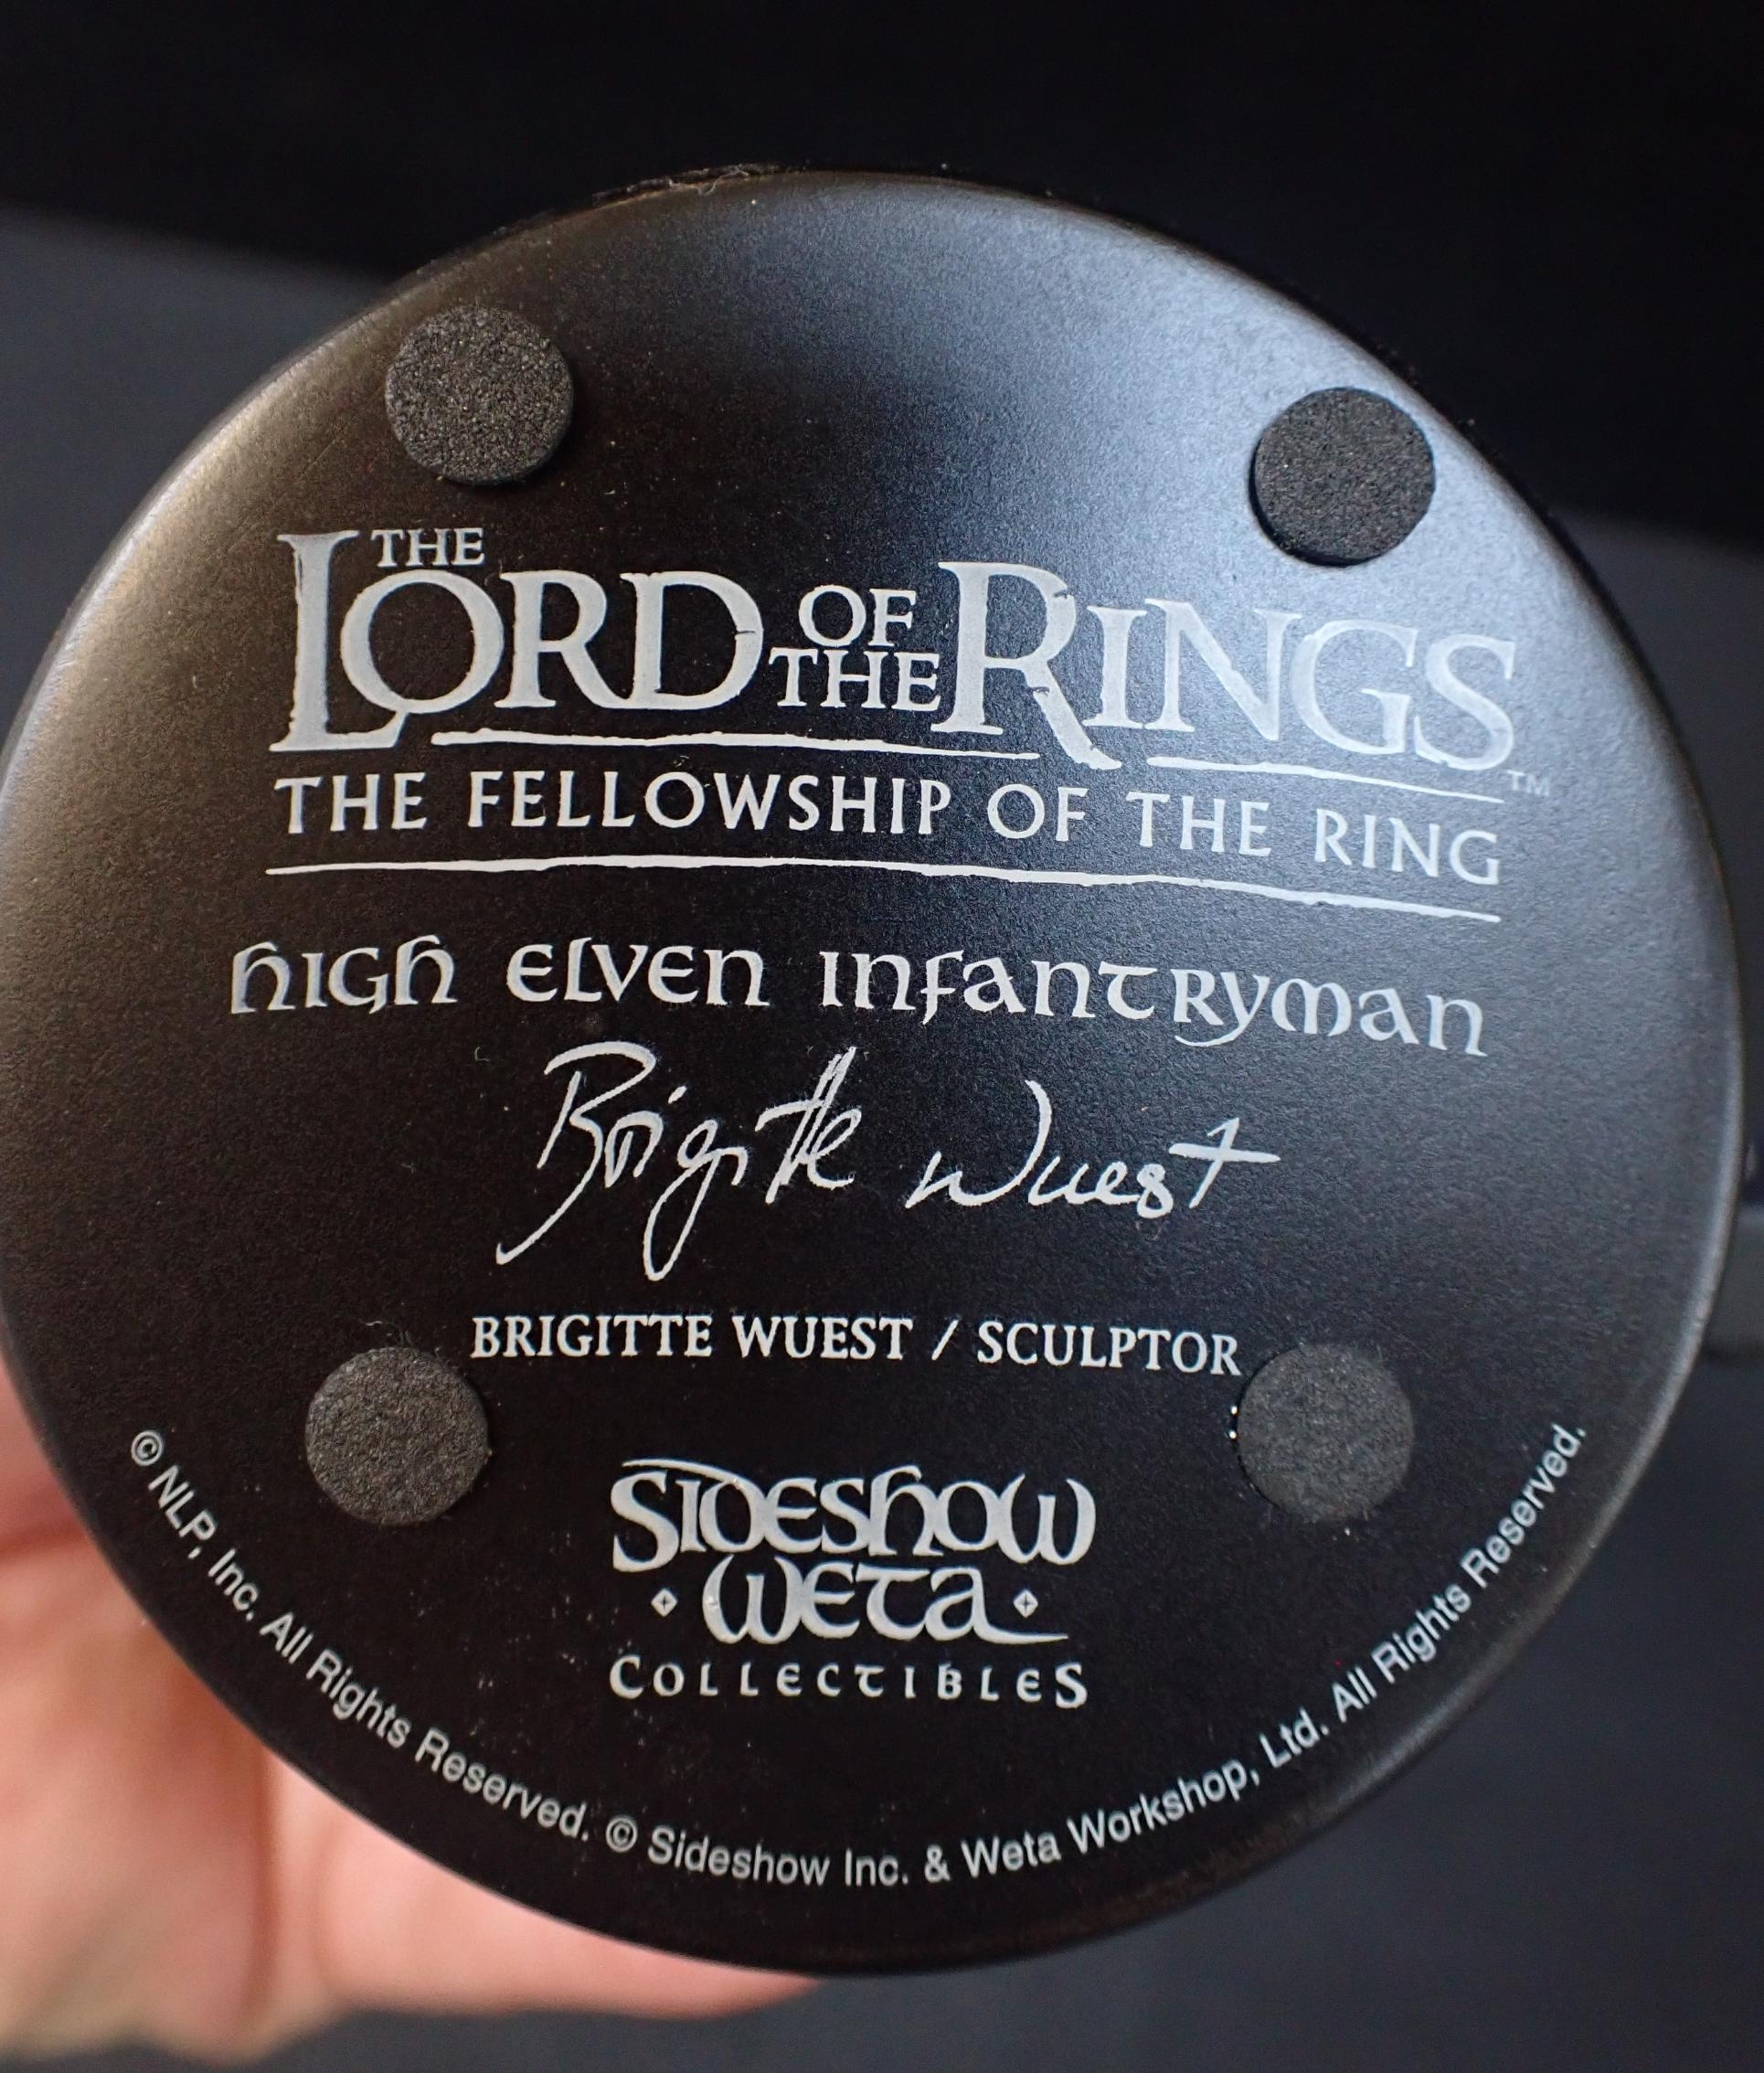 THE LORD OF THE RINGS™
THE FELLOWSHIP OF THE RING
HIGH ELVEN INFANTRYMAN
Brigitte Wuest
BRIGITTE WUEST / SCULPTOR
SIDESHOW
WETA
COLLECTIBLES
© NLP, Inc. All Rights Reserved. © Sideshow Inc. & Weta Workshop, Ltd. All Rights Reserved.